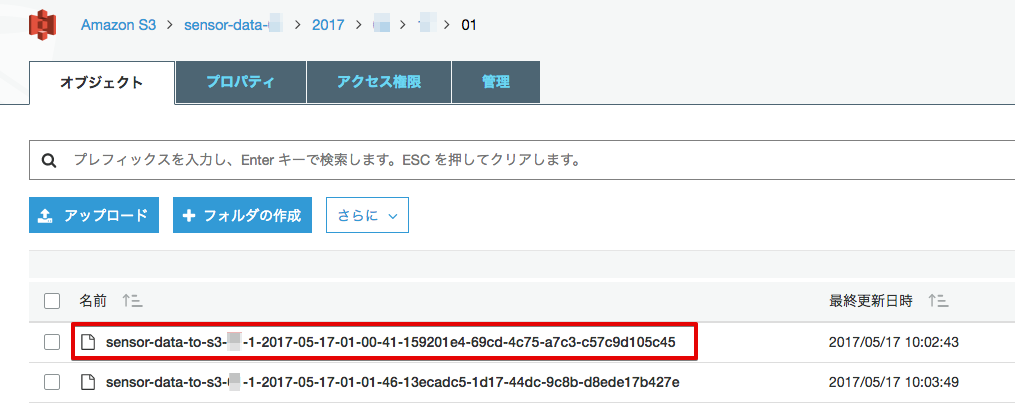 Amazon S3 > sensor-data- > 2017 > > > 01
オブジェクト プロパティ アクセス権限 管理
プレフィックスを入力し、Enter キーで検索します。ESC を押してクリアします。
アップロード フォルダの作成 さらに
名前 最終更新日時
sensor-data-to-s3- -1-2017-05-17-01-00-41-159201e4-69cd-4c75-a7c3-c57c9d105c45 2017/05/17 10:02:43
sensor-data-to-s3- -1-2017-05-17-01-01-46-13ecadc5-1d17-44dc-9c8b-d8ede17b427e 2017/05/17 10:03:49